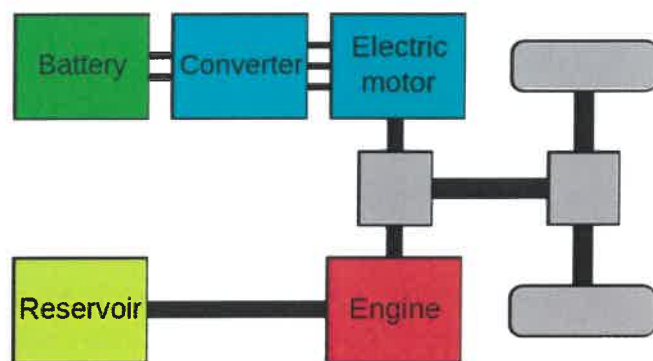 Battery
Converter
Electric
motor
Reservoir
Engine